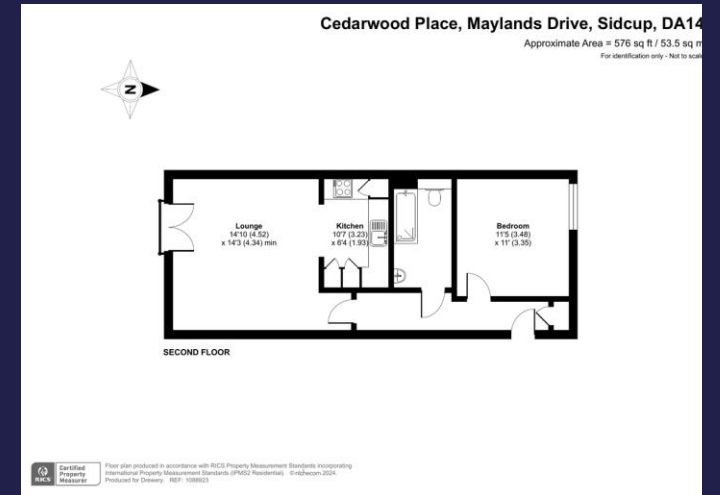 Cedarwood Place, Maylands Drive, Sidcup, DA14
Approximate Area = 576 sq ft / 53.5 sq m
For identification only - Not to scale
N
Lounge
14'10 (4.52)
x 14'3 (4.34) min
Kitchen
10'7 (3.23)
x 6'4 (1.93)
Bedroom
11'5 (3.48)
x 11' (3.35)
SECOND FLOOR
RICS
Certified
Property
Measurer
Floor plan produced in accordance with RICS Property Measurement Standards incorporating
International Property Measurement Standards (IPMS2 Residential). ©nichecom 2024.
Produced for Drewery. REF: 1088923